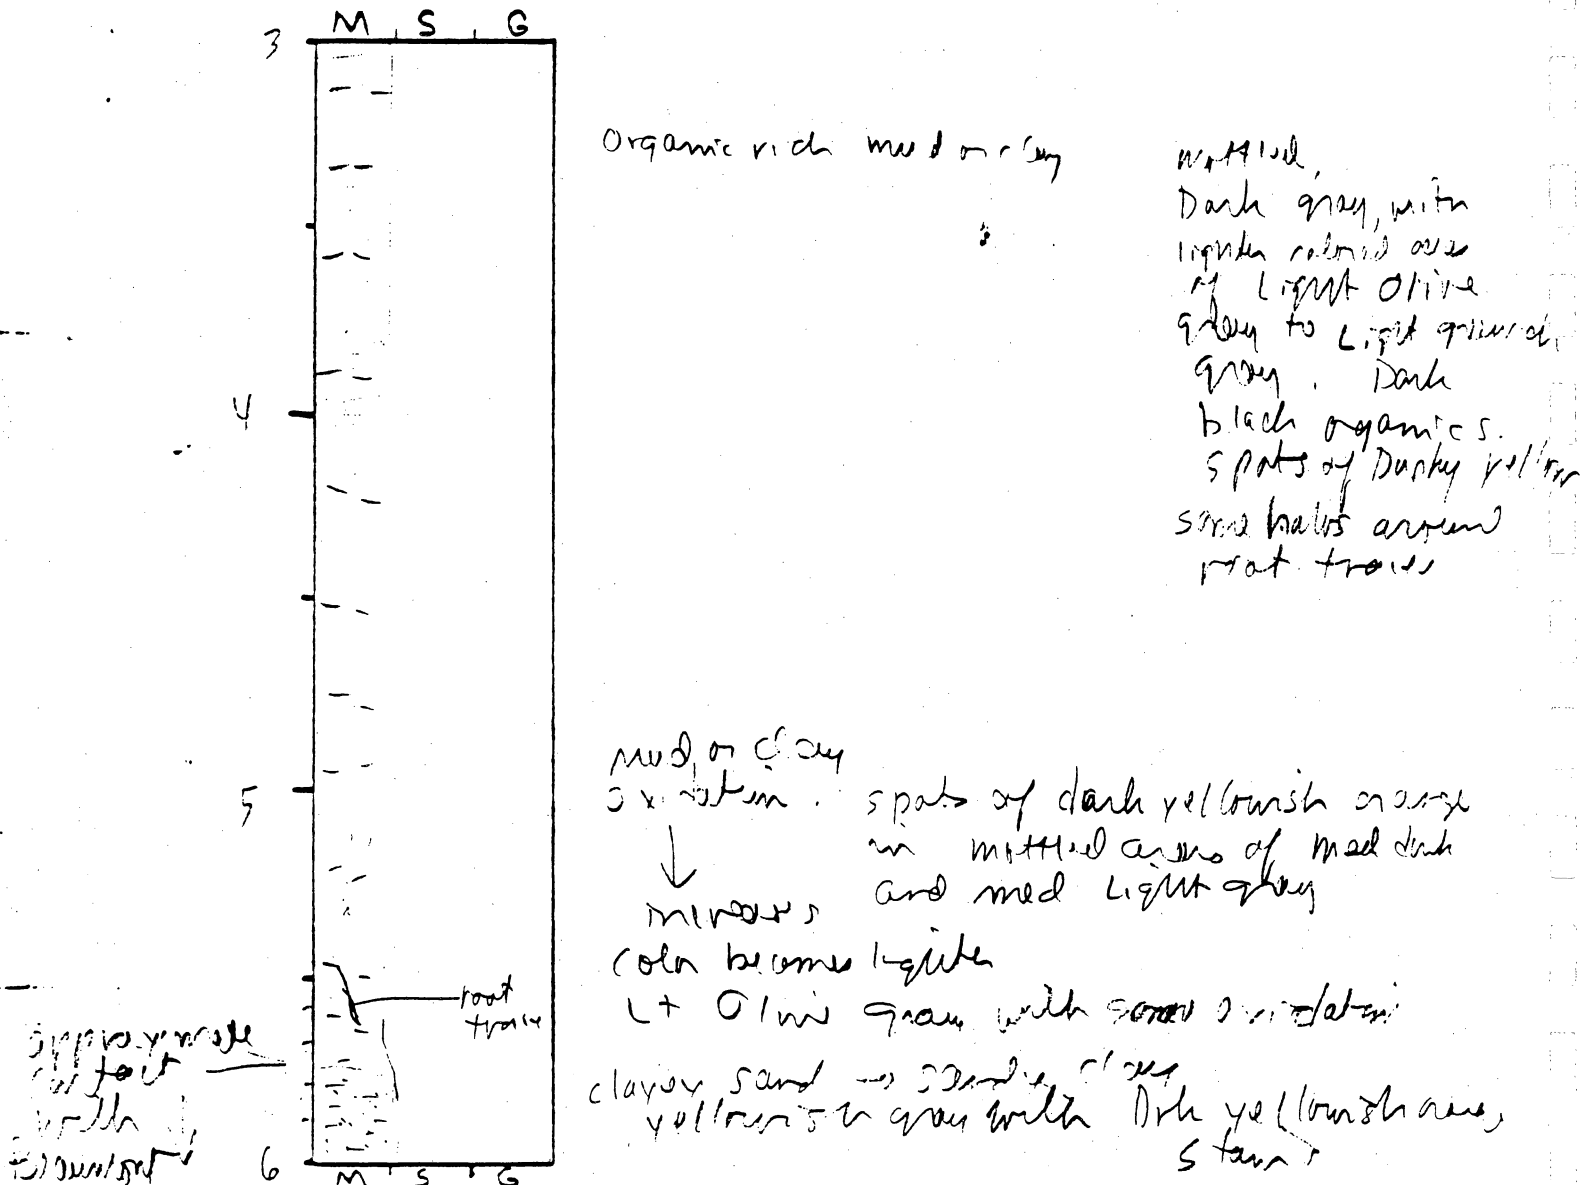 M S G
3
Organic rich mud or clay
Mottled,
Dark gray, with
lighter colored areas
of Light Olive
gray to Light
gray. Dark
black organics.
spots of Dusky yellow
some halos around
root traces
4
Mud or clay
oxidation. spots of dark yellowish orange
5
in mottled areas of med dark
and med Light gray
increases
Color becomes lighter
root
trace
Lt Olive gray with some oxidation
approximate
contact
with
clayey sand sandy clay
yellowish gray with Drk yellowish
stains
6
M S G